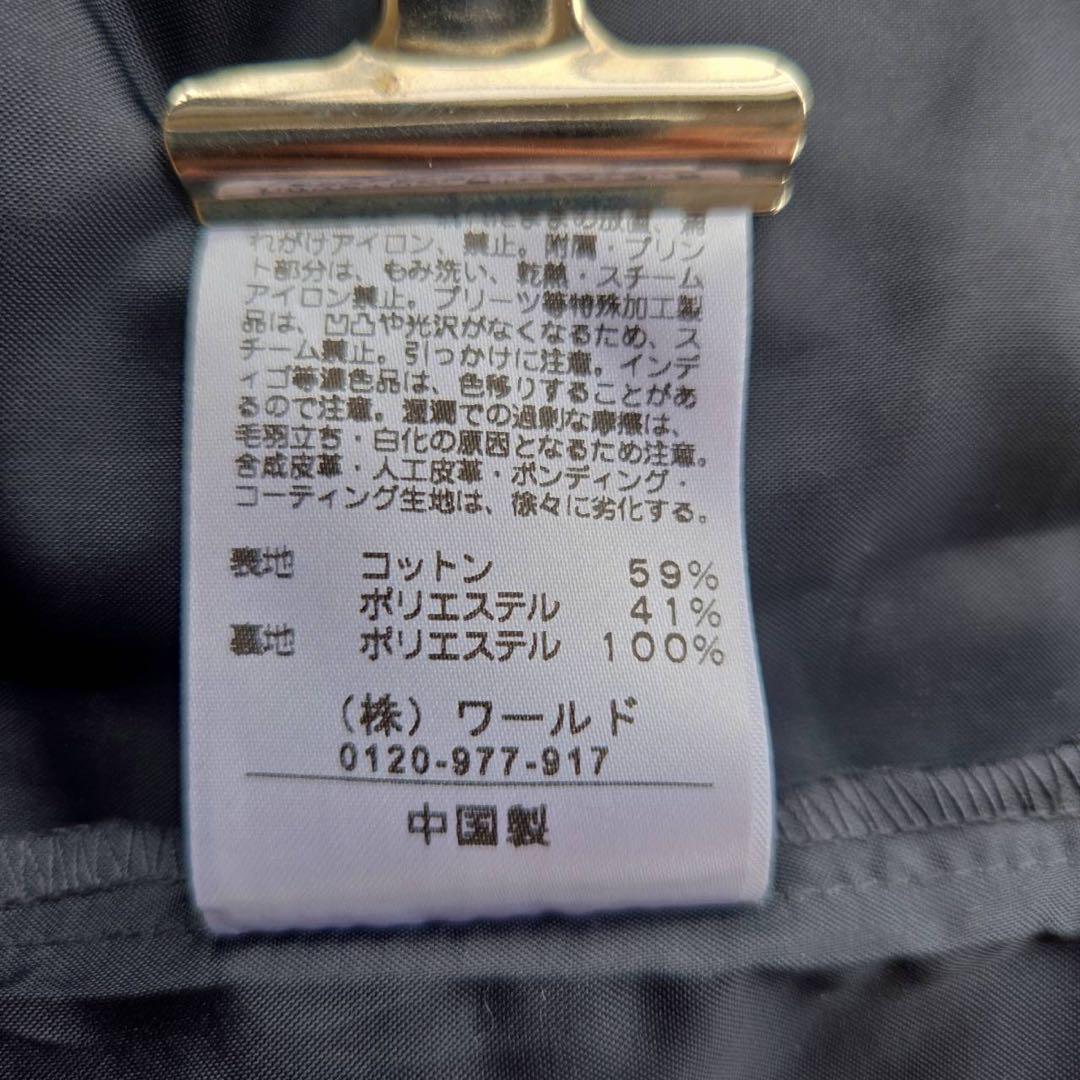 ままの放置、濡
れがけアイロン、禁止。附属・プリン
ト部分は、もみ洗い、乾熱・スチーム
アイロン禁止。プリーツ等特殊加工製
品は、凹凸や光沢がなくなるため、ス
チーム禁止。引っかけに注意。インデ
ィゴ等濃色品は、色移りすることがあ
るので注意。湿潤での過剰な摩擦は、
毛羽立ち・白化の原因となるため注意。
合成皮革・人工皮革・ボンディング・
コーティング生地は、徐々に劣化する。
表地 コットン 59%
ポリエステル 41%
裏地 ポリエステル 100%
(株) ワールド
0120-977-917
中国製